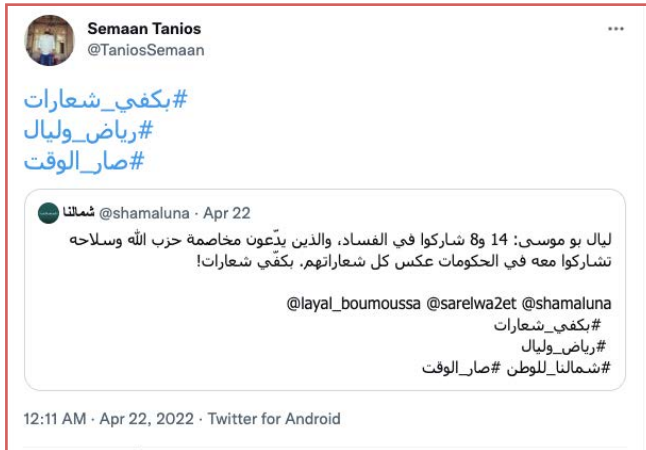 Semaan Tanios
@TaniosSemaan
#بكفي_شعارات
#رياض_وليال
#صار_الوقت
شمالنا @shamaluna · Apr 22
ليال بو موسى: 14 و8 شاركوا في الفساد، والذين يدّعون مخاصمة حزب الله وسلاحه
تشاركوا معه في الحكومات عكس كل شعاراتهم. بكفّي شعارات!
@layal_boumoussa @sarelwa2et @shamaluna
#بكفي_شعارات
#رياض_وليال
#شمالنا_للوطن #صار_الوقت
12:11 AM · Apr 22, 2022 · Twitter for Android